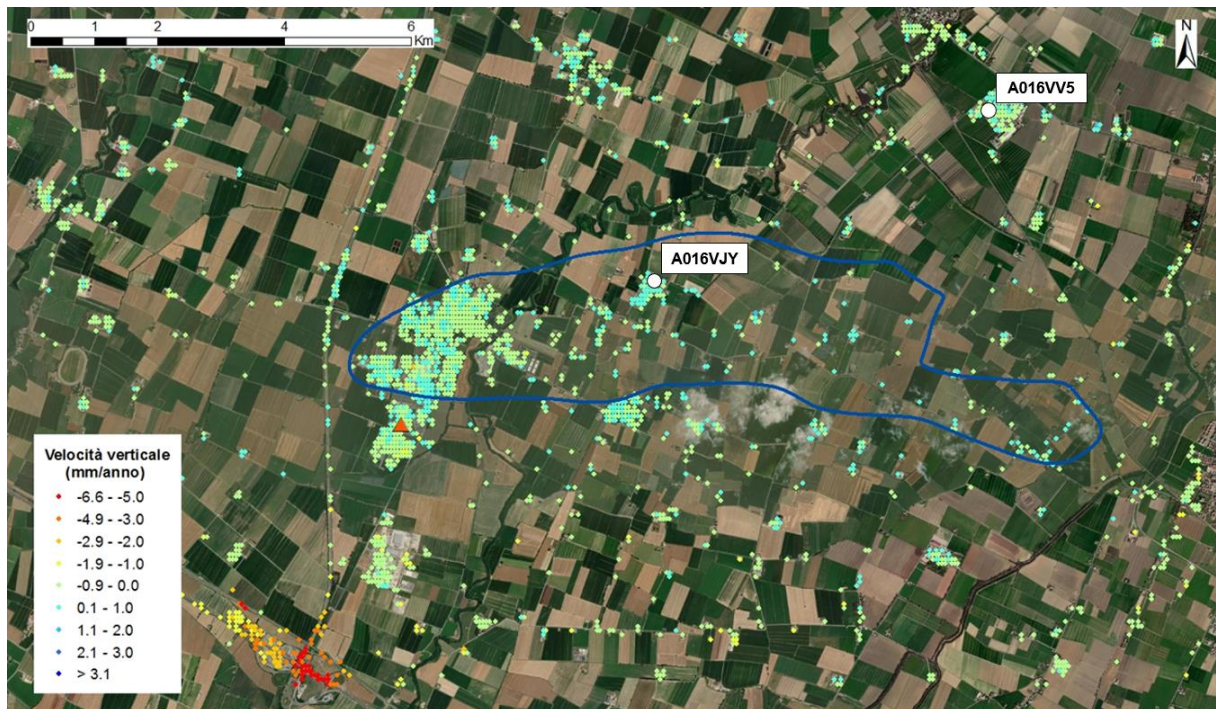 0 1 2 4 6
Km
N
A016VV5
A016VJY
Velocità verticale
(mm/anno)
-6.6 - -5.0
-4.9 - -3.0
-2.9 - -2.0
-1.9 - -1.0
-0.9 - 0.0
0.1 - 1.0
1.1 - 2.0
2.1 - 3.0
> 3.1